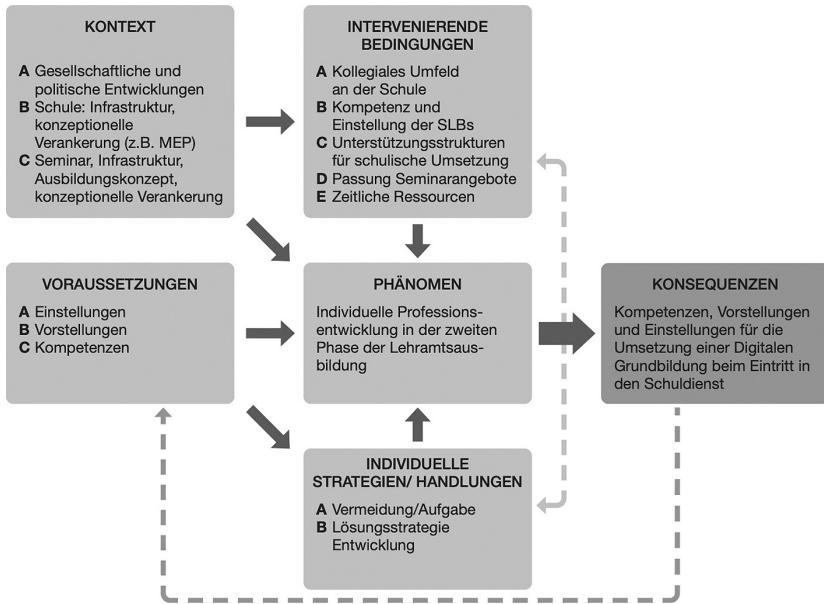 KONTEXT
A Gesellschaftliche und
politische Entwicklungen
B Schule: Infrastruktur,
konzeptionelle
Verankerung (z.B. MEP)
C Seminar, Infrastruktur,
Ausbildungskonzept,
konzeptionelle Verankerung
INTERVENIERENDE
BEDINGUNGEN
A Kollegiales Umfeld
an der Schule
B Kompetenz und
Einstellung der SLBs
C Unterstützungsstrukturen
für schulische Umsetzung
D Passung Seminarangebote
E Zeitliche Ressourcen
VORAUSSETZUNGEN
A Einstellungen
B Vorstellungen
C Kompetenzen
PHÄNOMEN
Individuelle Professions-
entwicklung in der zweiten
Phase der Lehramtsaus-
bildung
KONSEQUENZEN
Kompetenzen, Vorstellungen
und Einstellungen für die
Umsetzung einer Digitalen
Grundbildung beim Eintritt in
den Schuldienst
INDIVIDUELLE
STRATEGIEN/ HANDLUNGEN
A Vermeidung/Aufgabe
B Lösungsstrategie
Entwicklung